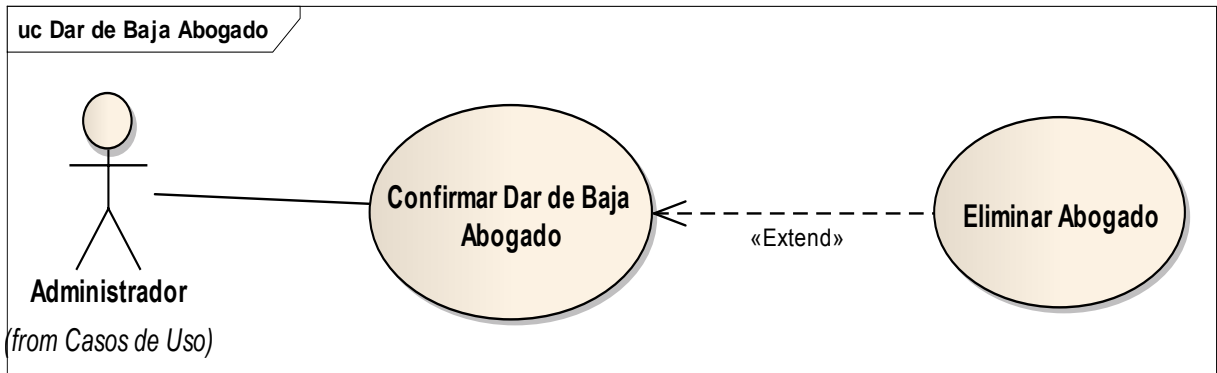 uc Dar de Baja Abogado
Confirmar Dar de Baja
Abogado
«Extend»
Eliminar Abogado
Administrador
(from Casos de Uso)